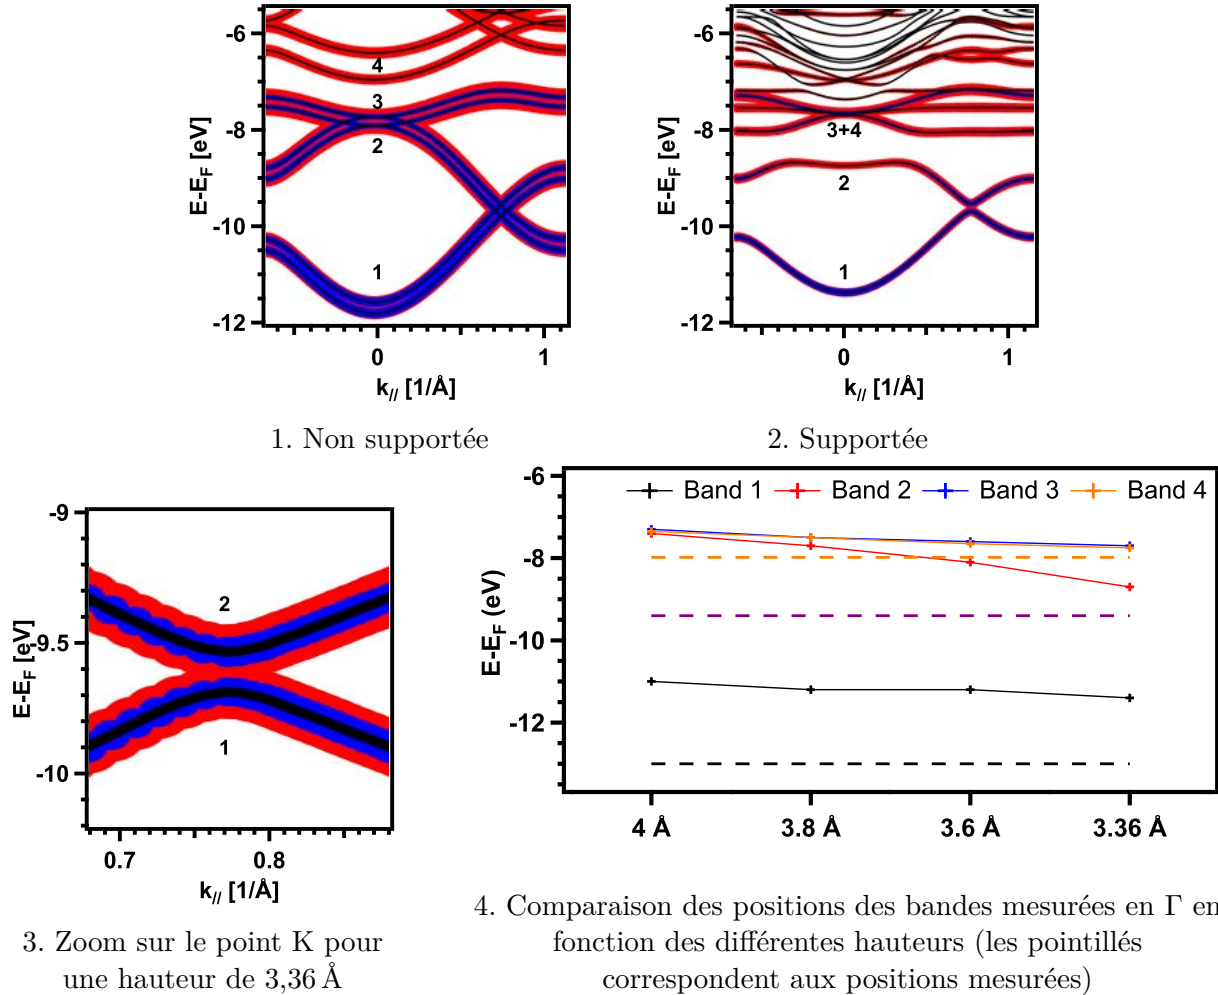 -6
-8
-10
-12
E-E_F [eV]
4
3
2
1
0
1
k_// [1/Å]
1. Non supportée
-6
-8
-10
-12
E-E_F [eV]
3+4
2
1
0
1
k_// [1/Å]
2. Supportée
-9
-9.5
-10
E-E_F [eV]
2
1
0.7
0.8
k_// [1/Å]
3. Zoom sur le point K pour
une hauteur de 3,36 Å
-6
-8
-10
-12
E-E_F (eV)
Band 1 Band 2 Band 3 Band 4
4 Å 3.8 Å 3.6 Å 3.36 Å
4. Comparaison des positions des bandes mesurées en Γ en
fonction des différentes hauteurs (les pointillés
correspondent aux positions mesurées)